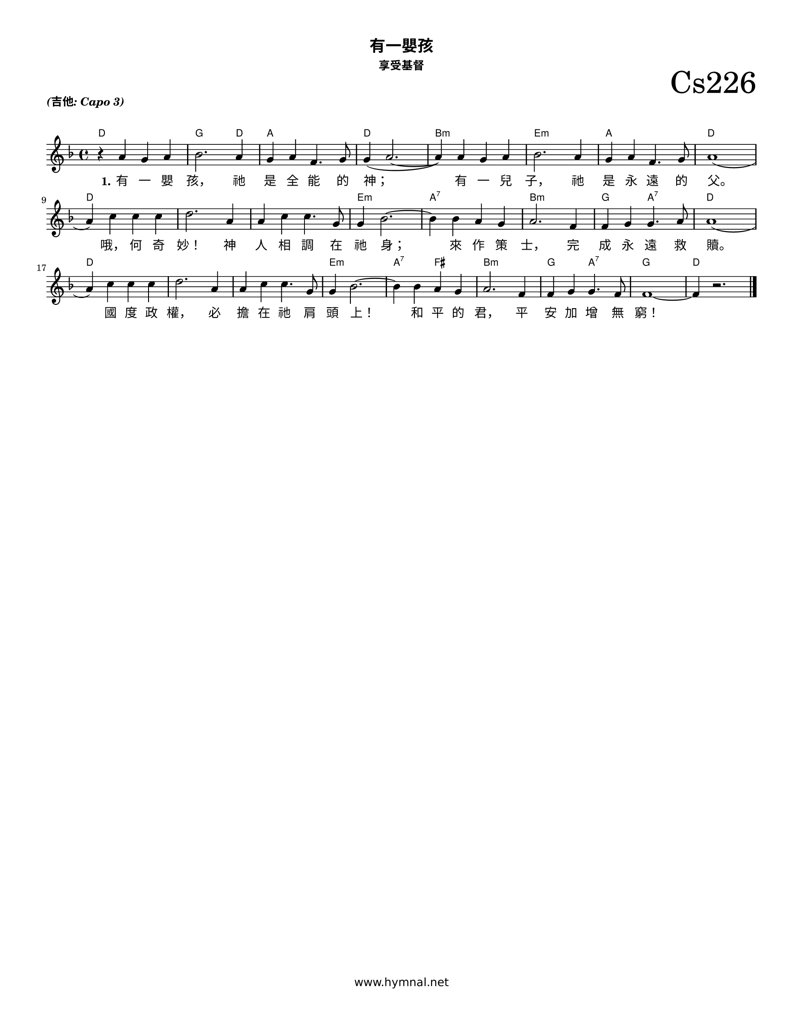 有一嬰孩
享受基督
Cs226
(吉他: Capo 3)
D G D A D Bm Em A D
1. 有 一 嬰 孩， 祂 是 全 能 的 神； 有 一 兒 子， 祂 是 永 遠 的 父。
9 D Em A7 Bm G A7 D
哦，何 奇 妙！ 神 人 相 調 在 祂 身； 來 作 策 士， 完 成 永 遠 救 贖。
17 D Em A7 F# Bm G A7 G D
國 度 政 權， 必 擔 在 祂 肩 頭 上！ 和 平 的 君， 平 安 加 增 無 窮！
www.hymnal.net